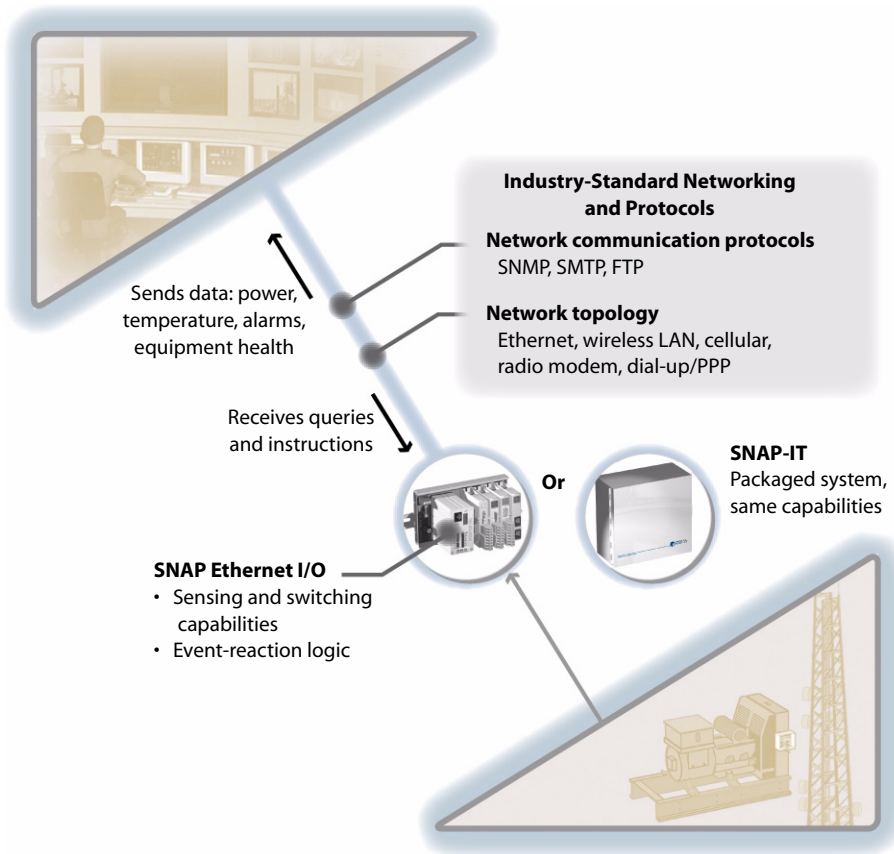 Industry-Standard Networking
and Protocols
Network communication protocols
SNMP, SMTP, FTP
Network topology
Ethernet, wireless LAN, cellular,
radio modem, dial-up/PPP
Sends data: power,
temperature, alarms,
equipment health
Receives queries
and instructions
Or
SNAP-IT
Packaged system,
same capabilities
SNAP Ethernet I/O
• Sensing and switching
capabilities
• Event-reaction logic